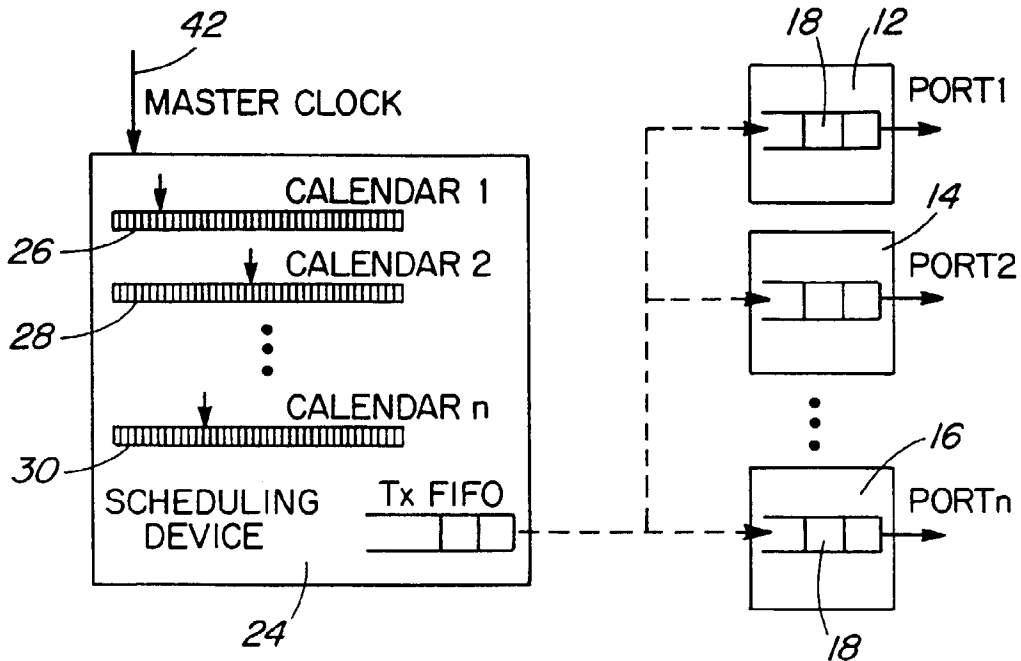 42
MASTER CLOCK
CALENDAR 1
26
CALENDAR 2
28
CALENDAR n
30
SCHEDULING
DEVICE
Tx FIFO
24
18
12
PORT1
14
PORT2
16
PORTn
18